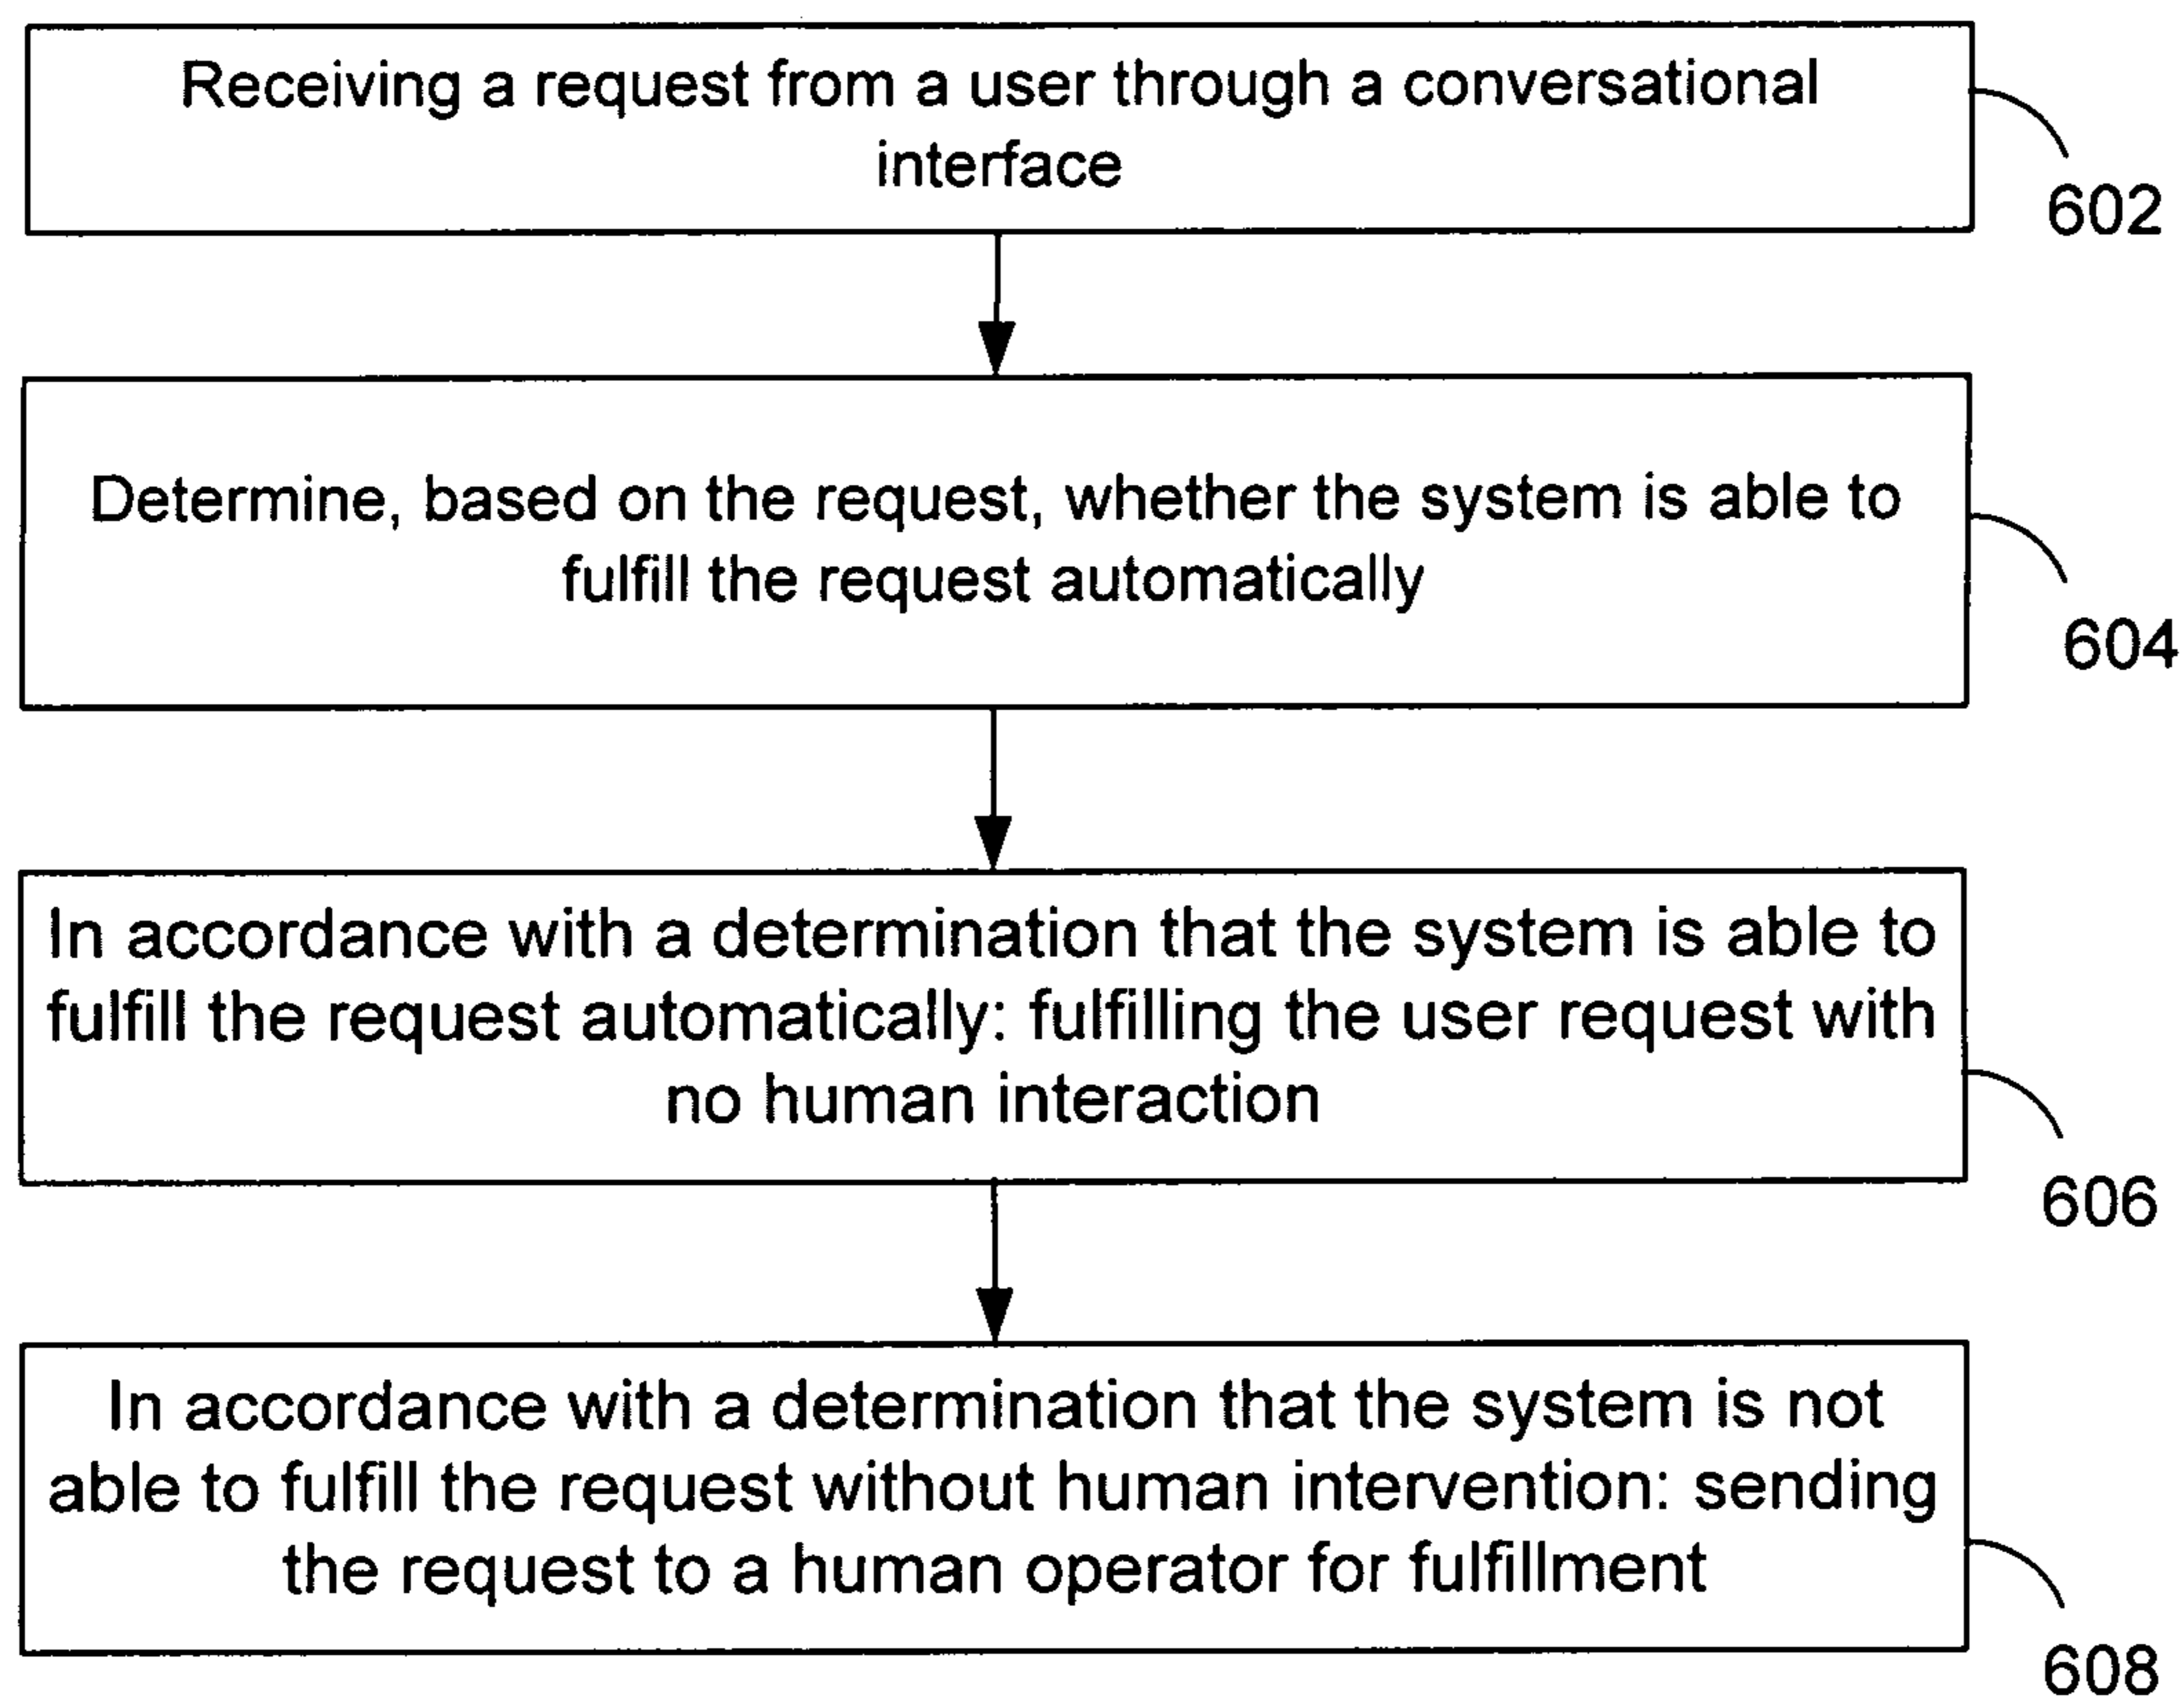 Receiving a request from a user through a conversational
interface
602
Determine, based on the request, whether the system is able to
fulfill the request automatically
604
In accordance with a determination that the system is able to
fulfill the request automatically: fulfilling the user request with
no human interaction
606
In accordance with a determination that the system is not
able to fulfill the request without human intervention: sending
the request to a human operator for fulfillment
608